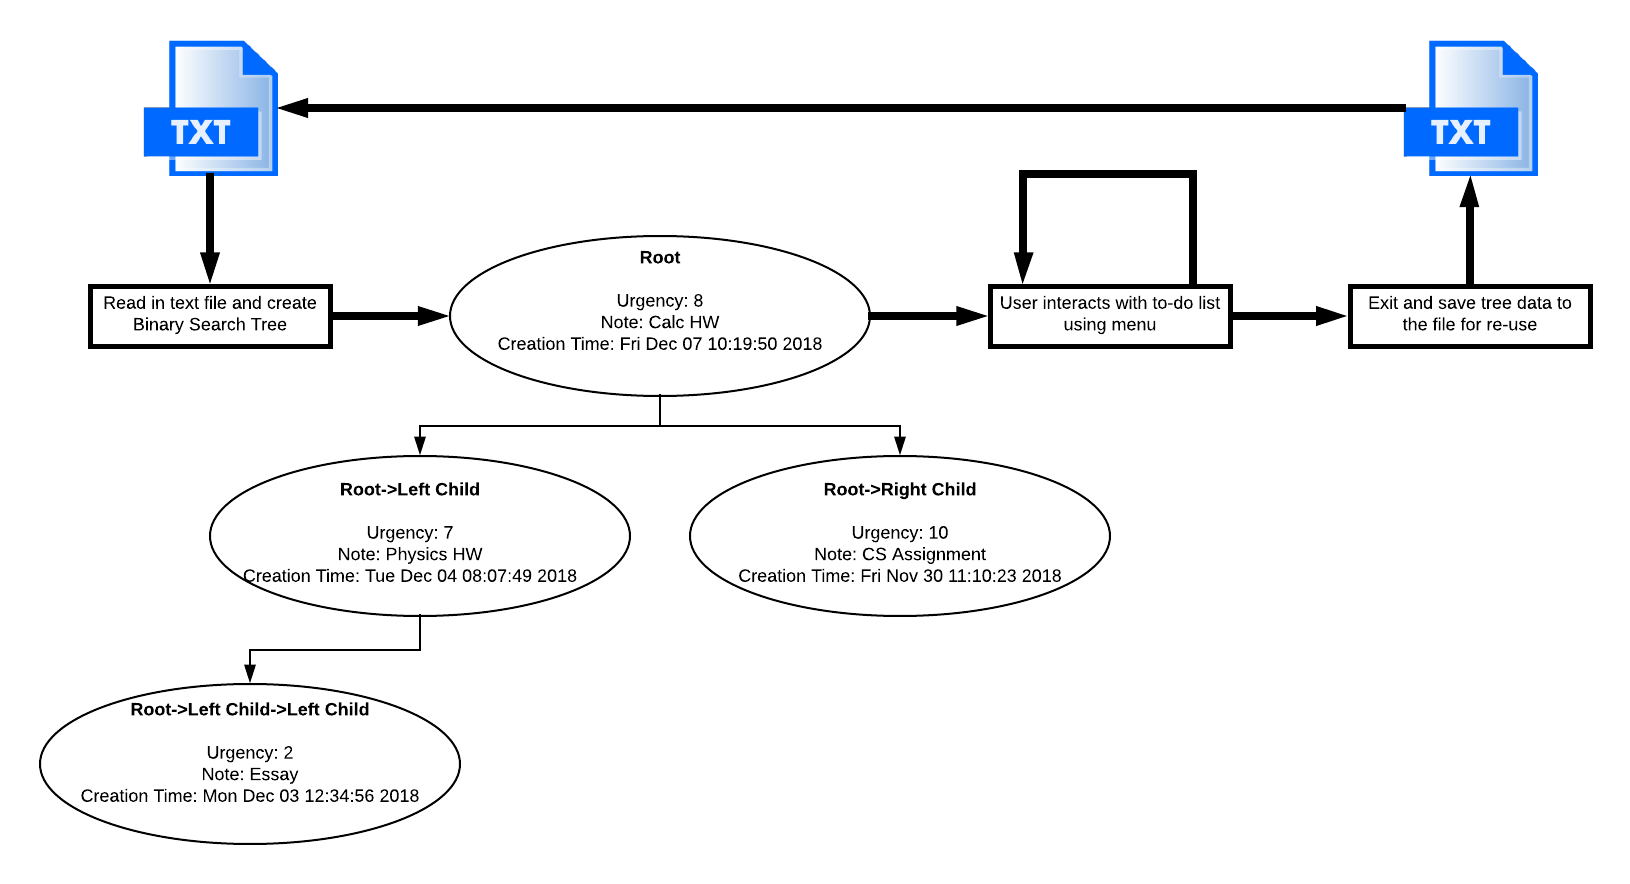 TXT
TXT
Read in text file and create
Binary Search Tree
Root
Urgency: 8
Note: Calc HW
Creation Time: Fri Dec 07 10:19:50 2018
User interacts with to-do list
using menu
Exit and save tree data to
the file for re-use
Root->Left Child
Urgency: 7
Note: Physics HW
Creation Time: Tue Dec 04 08:07:49 2018
Root->Right Child
Urgency: 10
Note: CS Assignment
Creation Time: Fri Nov 30 11:10:23 2018
Root->Left Child->Left Child
Urgency: 2
Note: Essay
Creation Time: Mon Dec 03 12:34:56 2018